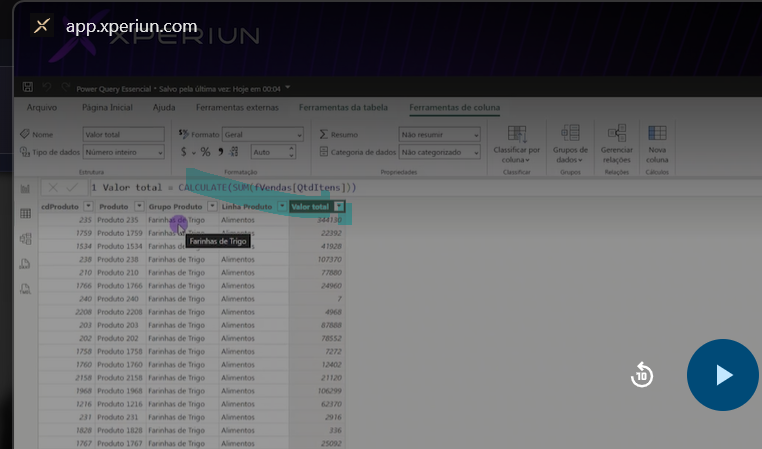 app.xperiun.com
XPERIUN
Power Query Essencial • Salvo pela última vez: Hoje em 00:04
Arquivo Página Inicial Ajuda Ferramentas externas Ferramentas da tabela Ferramentas de coluna
Nome Valor total Formato Geral Resumo Não resumir
Tipo de dados Número inteiro $ % Auto Categoria de dados Não categorizado
Classificar por coluna Grupos de dados Gerenciar relações Nova coluna
Estrutura Formatação Propriedades Classificar Grupos Relações Cálculos
1 Valor total = CALCULATE(SUM(fVendas[QtdItens]))
cdProduto Produto Grupo Produto Linha Produto Valor total
235 Produto 235 Farinhas de Trigo Alimentos 344130
1759 Produto 1759 Farinhas de Trigo Alimentos 22392
Farinhas de Trigo
1534 Produto 1534 Farinhas de Trigo Alimentos 41928
238 Produto 238 Farinhas de Trigo Alimentos 107370
210 Produto 210 Farinhas de Trigo Alimentos 77880
1766 Produto 1766 Farinhas de Trigo Alimentos 24960
240 Produto 240 Farinhas de Trigo Alimentos 7
2208 Produto 2208 Farinhas de Trigo Alimentos 4968
203 Produto 203 Farinhas de Trigo Alimentos 87888
202 Produto 202 Farinhas de Trigo Alimentos 78552
1758 Produto 1758 Farinhas de Trigo Alimentos 7272
1760 Produto 1760 Farinhas de Trigo Alimentos 12402
2158 Produto 2158 Farinhas de Trigo Alimentos 21120
1968 Produto 1968 Farinhas de Trigo Alimentos 106299
1216 Produto 1216 Farinhas de Trigo Alimentos 62370
231 Produto 231 Farinhas de Trigo Alimentos 2916
1828 Produto 1828 Farinhas de Trigo Alimentos 336
1767 Produto 1767 Farinhas de Trigo Alimentos 25092
10